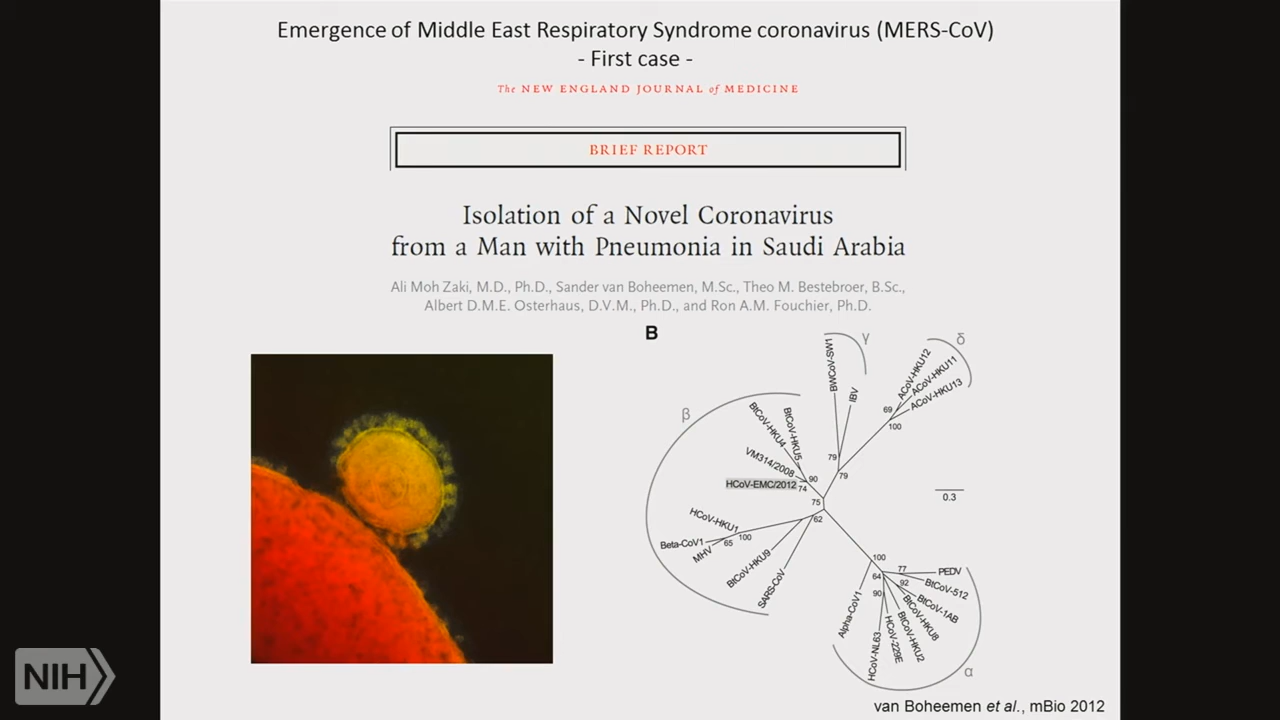 Emergence of Middle East Respiratory Syndrome coronavirus (MERS-CoV)
- First case -
The NEW ENGLAND JOURNAL of MEDICINE
BRIEF REPORT
Isolation of a Novel Coronavirus
from a Man with Pneumonia in Saudi Arabia
Ali Moh Zaki, M.D., Ph.D., Sander van Boheemen, M.Sc., Theo M. Bestebroer, B.Sc.,
Albert D.M.E. Osterhaus, D.V.M., Ph.D., and Ron A.M. Fouchier, Ph.D.
B
γ
BWCoV-SW1
IBV
δ
ACoV-HKU12
ACoV-HKU11
ACoV-HKU13
69
100
79
79
β
BtCoV-HKU4
BtCoV-HKU5
VM314/2008
HCoV-EMC/2012
90
74
75
62
0.3
HCoV-HKU1
Beta-CoV1
MHV
65
100
BtCoV-HKU9
SARS-CoV
100
77
64
92
90
PEDV
BtCoV-512
BtCoV-1AB
BtCoV-HKU8
BtCoV-HKU2
HCoV-229E
HCoV-NL63
Alpha-CoV1
α
NIH
van Boheemen et al., mBio 2012